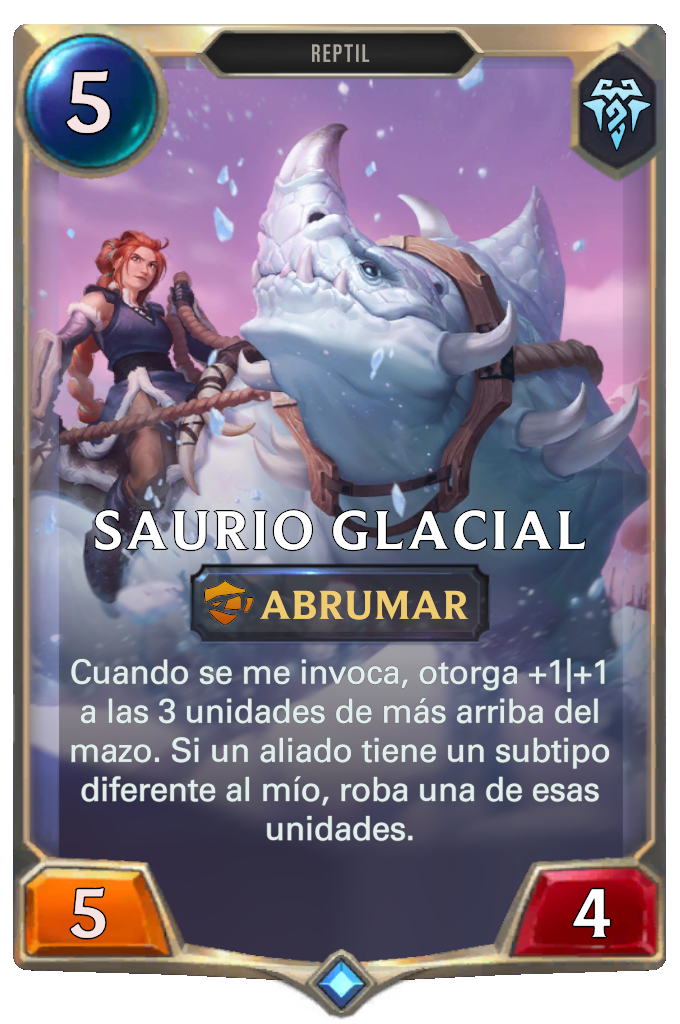 REPTIL
5
SAURIO GLACIAL
ABRUMAR
Cuando se me invoca, otorga +1|+1
a las 3 unidades de más arriba del
mazo. Si un aliado tiene un subtipo
diferente al mío, roba una de esas
unidades.
5
4